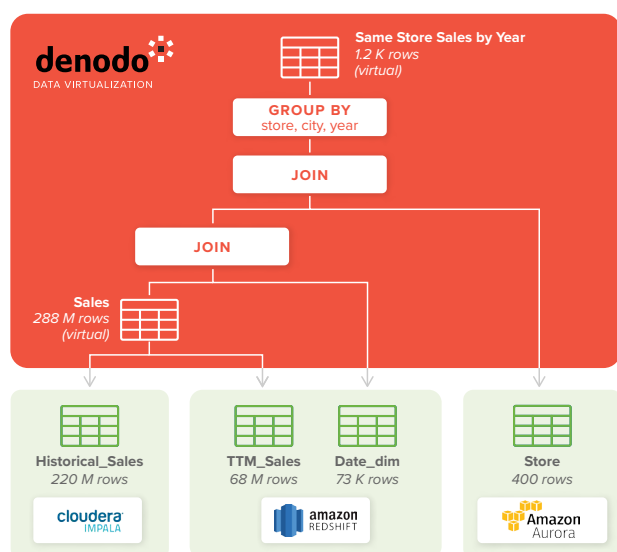 denodo
DATA VIRTUALIZATION
Same Store Sales by Year
1.2 K rows
(virtual)
GROUP BY
store, city, year
JOIN
JOIN
Sales
288 M rows
(virtual)
Historical_Sales
220 M rows
cloudera
IMPALA
TTM_Sales
68 M rows
Date_dim
73 K rows
amazon
REDSHIFT
Store
400 rows
Amazon
Aurora